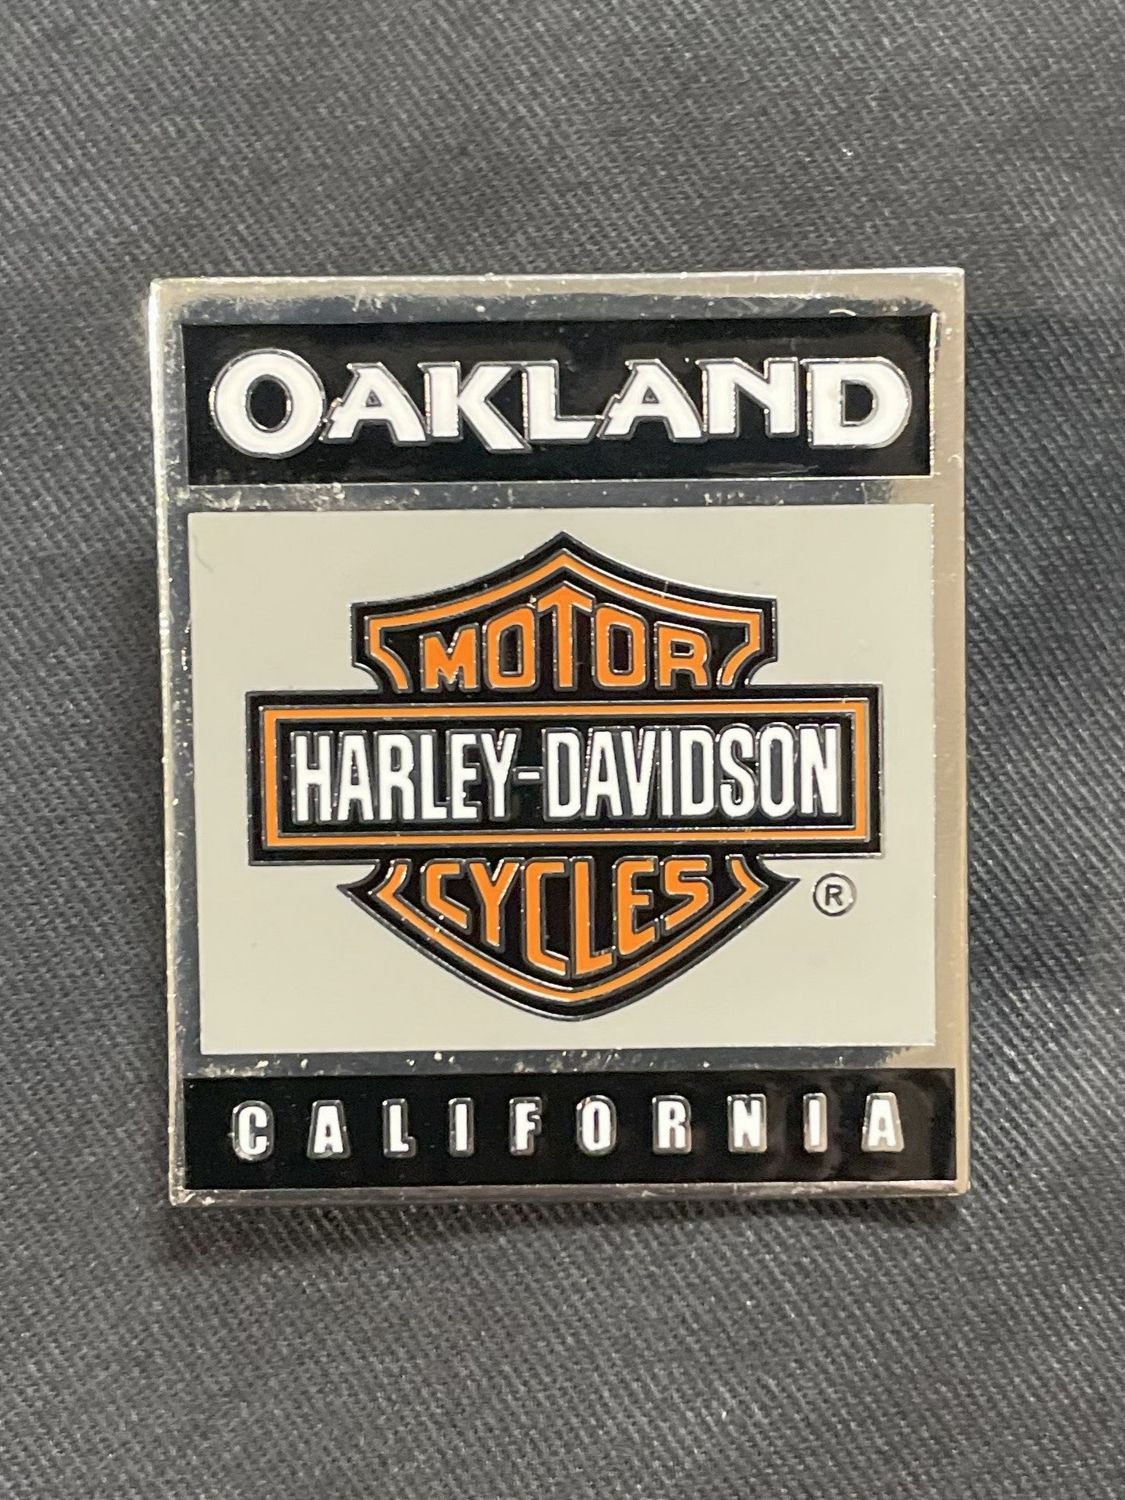 OAKLAND
MOTOR
HARLEY-DAVIDSON
CYCLES
®
CALIFORNIA